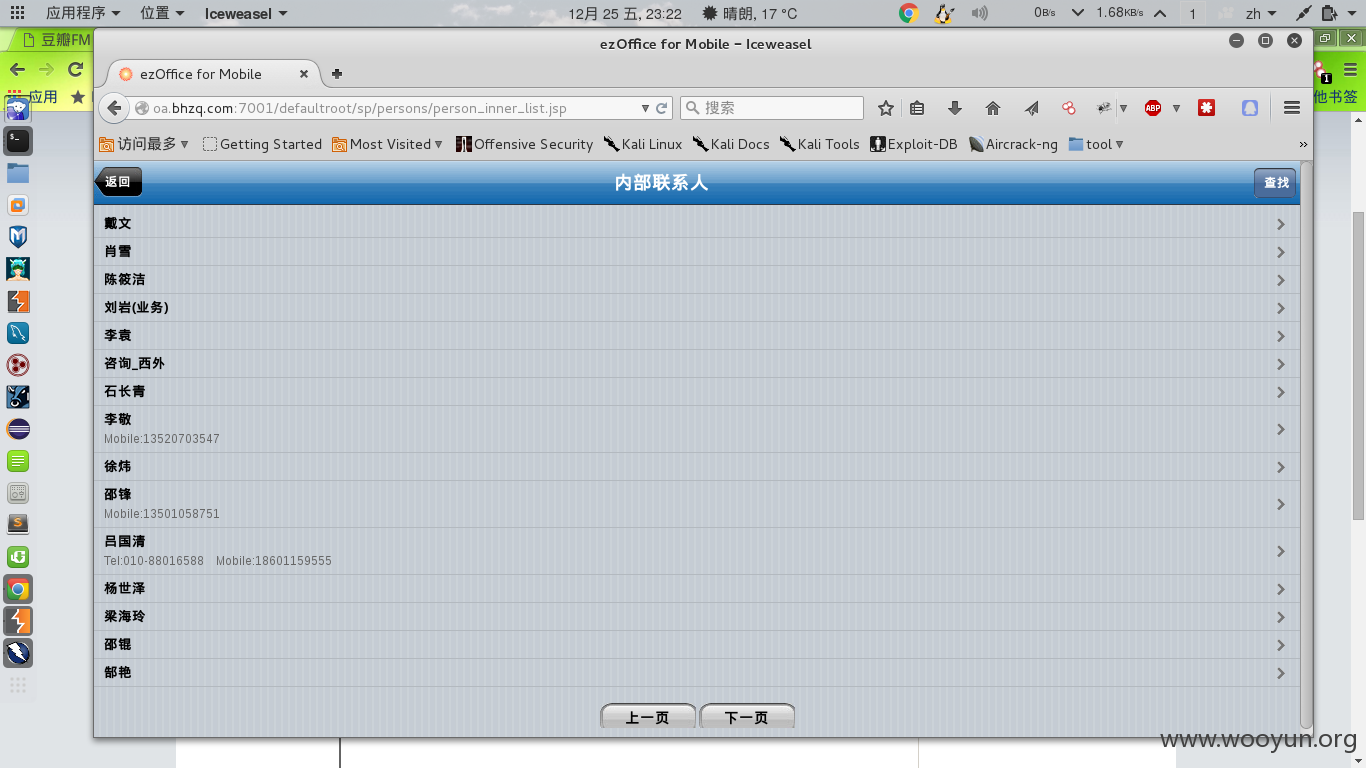 应用程序 位置 Iceweasel 12月 25 五, 23:22 晴朗, 17 °C 0B/s 1.68KB/s 1 zh
豆瓣FM
ezOffice for Mobile – Iceweasel
ezOffice for Mobile
应用
oa.bhzq.com:7001/defaultroot/sp/persons/person_inner_list.jsp
搜索
ABP
1
他书签
访问最多 Getting Started Most Visited Offensive Security Kali Linux Kali Docs Kali Tools Exploit-DB Aircrack-ng tool »
返回 内部联系人 查找
戴文
肖雪
陈筱洁
刘岩(业务)
李袁
咨询_西外
石长青
李敬
Mobile:13520703547
徐炜
邵锋
Mobile:13501058751
吕国清
Tel:010-88016588 Mobile:18601159555
杨世泽
梁海玲
邵锟
郜艳
上一页 下一页
www.wooyun.org